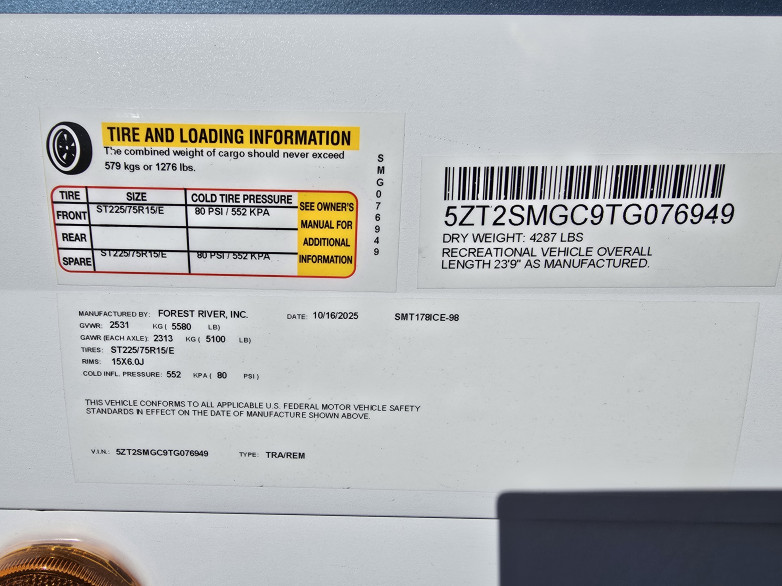 TIRE AND LOADING INFORMATION
The combined weight of cargo should never exceed
579 kgs or 1276 lbs.
TIRE SIZE COLD TIRE PRESSURE SEE OWNER'S MANUAL FOR ADDITIONAL INFORMATION
FRONT ST225/75R15/E 80 PSI / 552 KPA
REAR
SPARE ST225/75R15/E 80 PSI / 552 KPA
SMG076949
5ZT2SMGC9TG076949
DRY WEIGHT: 4287 LBS
RECREATIONAL VEHICLE OVERALL
LENGTH 23'9" AS MANUFACTURED.
MANUFACTURED BY: FOREST RIVER, INC. DATE: 10/16/2025 SMT178ICE-98
GVWR: 2531 KG ( 5580 LB)
GAWR (EACH AXLE): 2313 KG ( 5100 LB)
TIRES: ST225/75R15/E
RIMS: 15X6.0J
COLD INFL. PRESSURE: 552 KPA ( 80 PSI )
THIS VEHICLE CONFORMS TO ALL APPLICABLE U.S. FEDERAL MOTOR VEHICLE SAFETY
STANDARDS IN EFFECT ON THE DATE OF MANUFACTURE SHOWN ABOVE.
V.I.N.: 5ZT2SMGC9TG076949 TYPE: TRA/REM